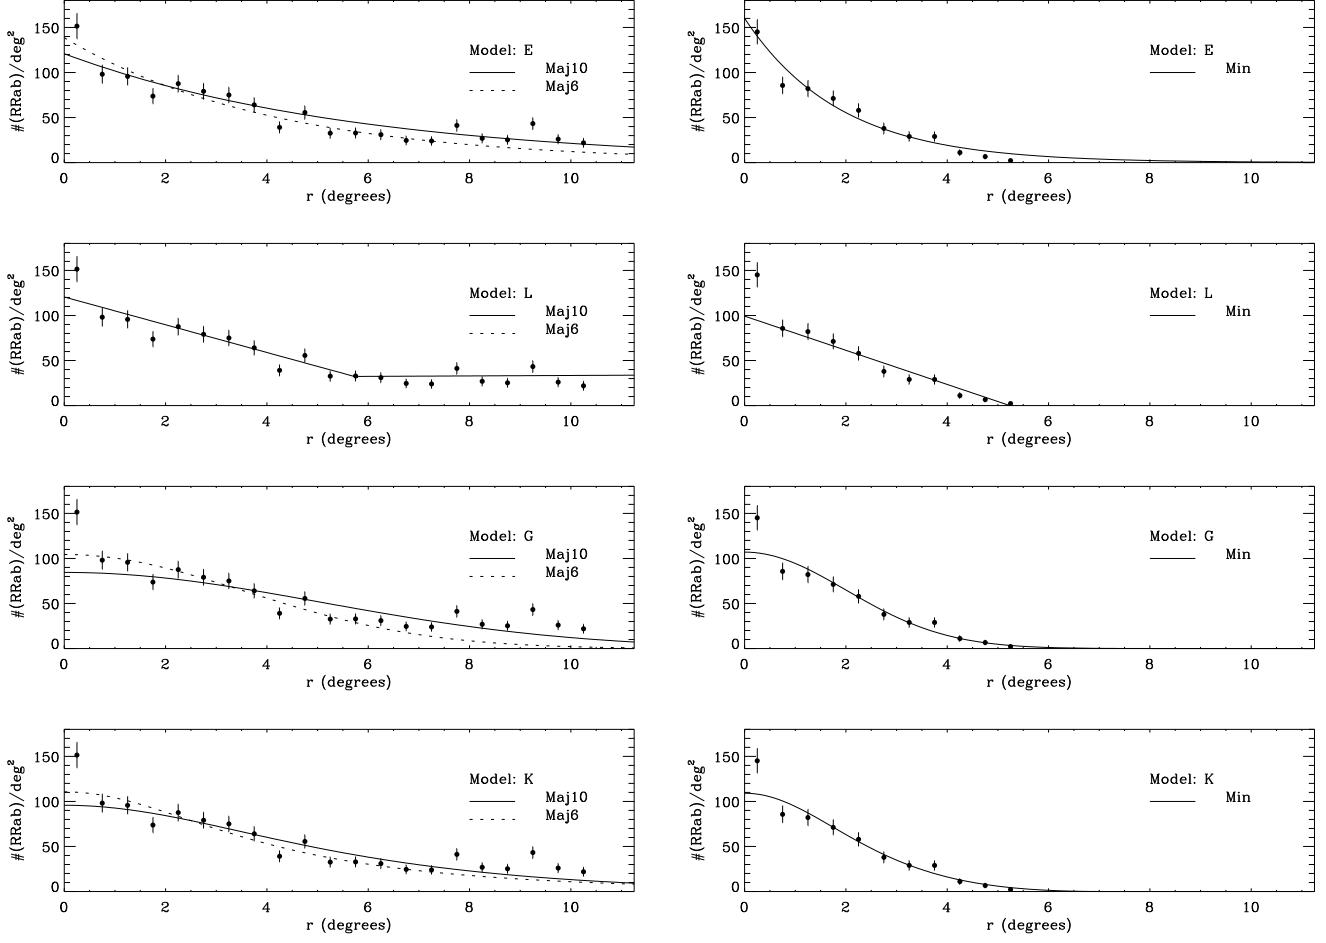 150
100
50
0
#(RRab)/deg²
Model: E
Maj10
Maj6
0 2 4 6 8 10
r (degrees)
150
100
50
0
#(RRab)/deg²
Model: E
Min
0 2 4 6 8 10
r (degrees)
150
100
50
0
#(RRab)/deg²
Model: L
Maj10
Maj6
0 2 4 6 8 10
r (degrees)
150
100
50
0
#(RRab)/deg²
Model: L
Min
0 2 4 6 8 10
r (degrees)
150
100
50
0
#(RRab)/deg²
Model: G
Maj10
Maj6
0 2 4 6 8 10
r (degrees)
150
100
50
0
#(RRab)/deg²
Model: G
Min
0 2 4 6 8 10
r (degrees)
150
100
50
0
#(RRab)/deg²
Model: K
Maj10
Maj6
0 2 4 6 8 10
r (degrees)
150
100
50
0
#(RRab)/deg²
Model: K
Min
0 2 4 6 8 10
r (degrees)